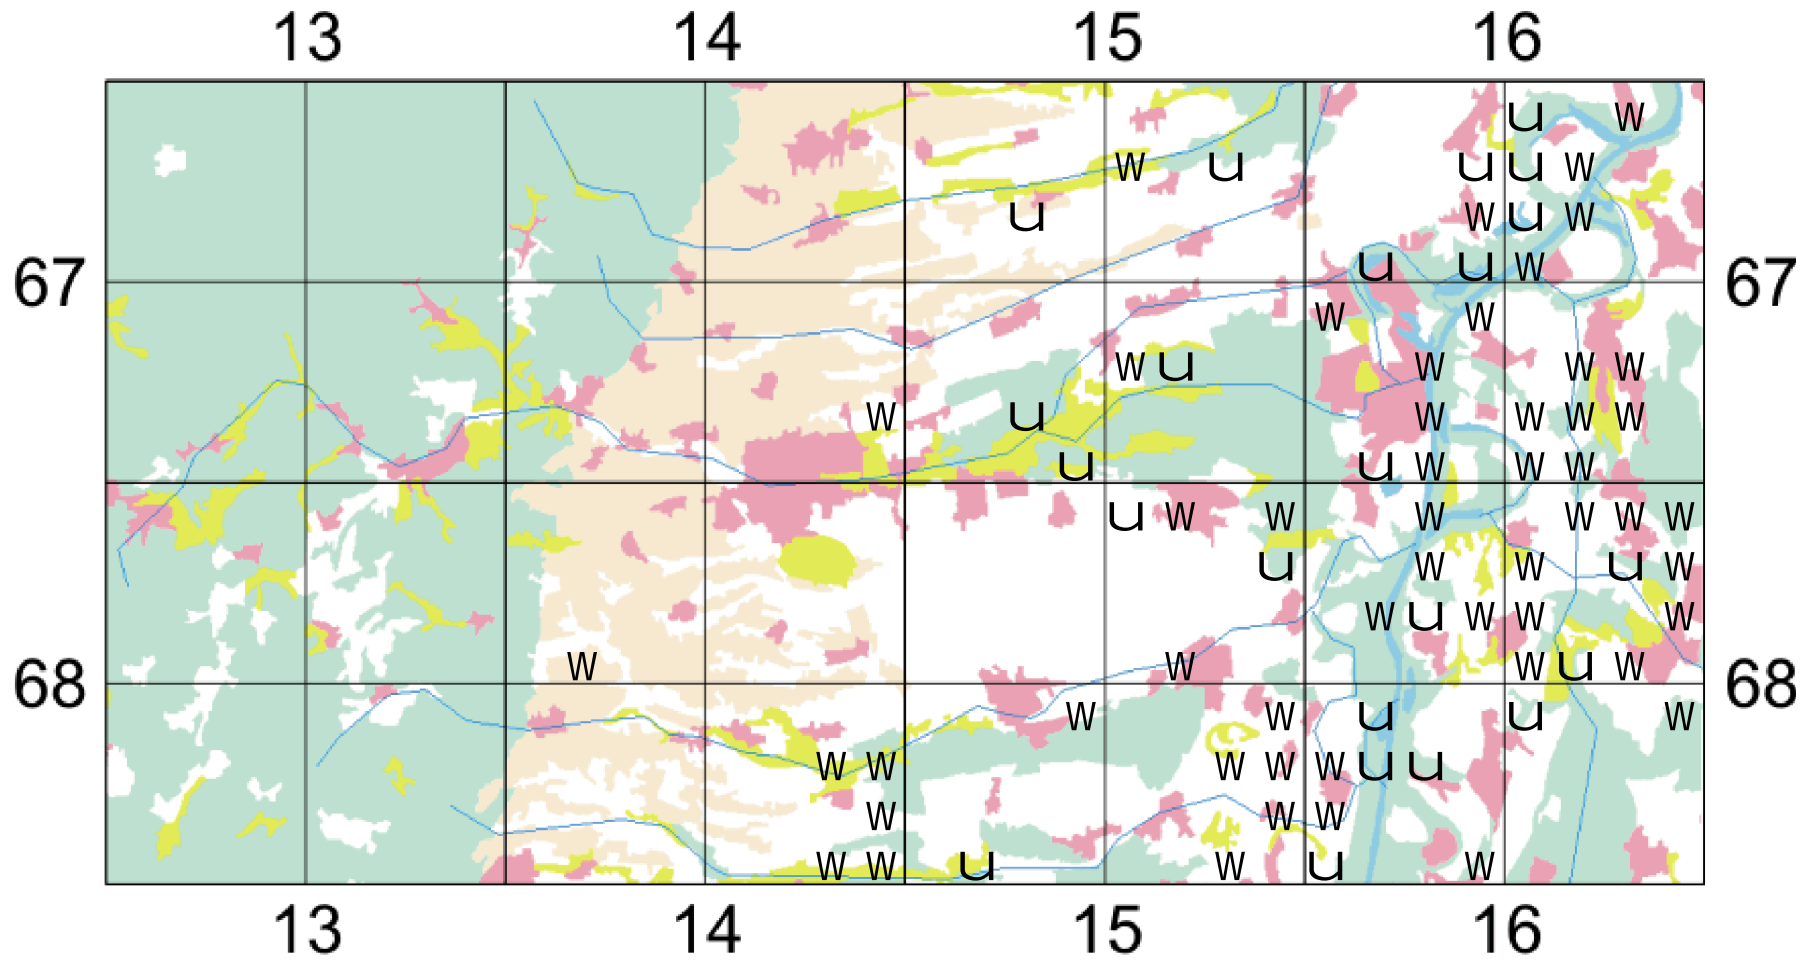 13 14 15 16
u w
w u u u w
u w u w
67 u u w 67
w w
w u w w w
w u w w w w
u u w w w
u w w w w w w
u w w u w
w u w w w
w w w u w 68
68
w w u u w
w w w w w u u
w w w
w w u w u w
13 14 15 16